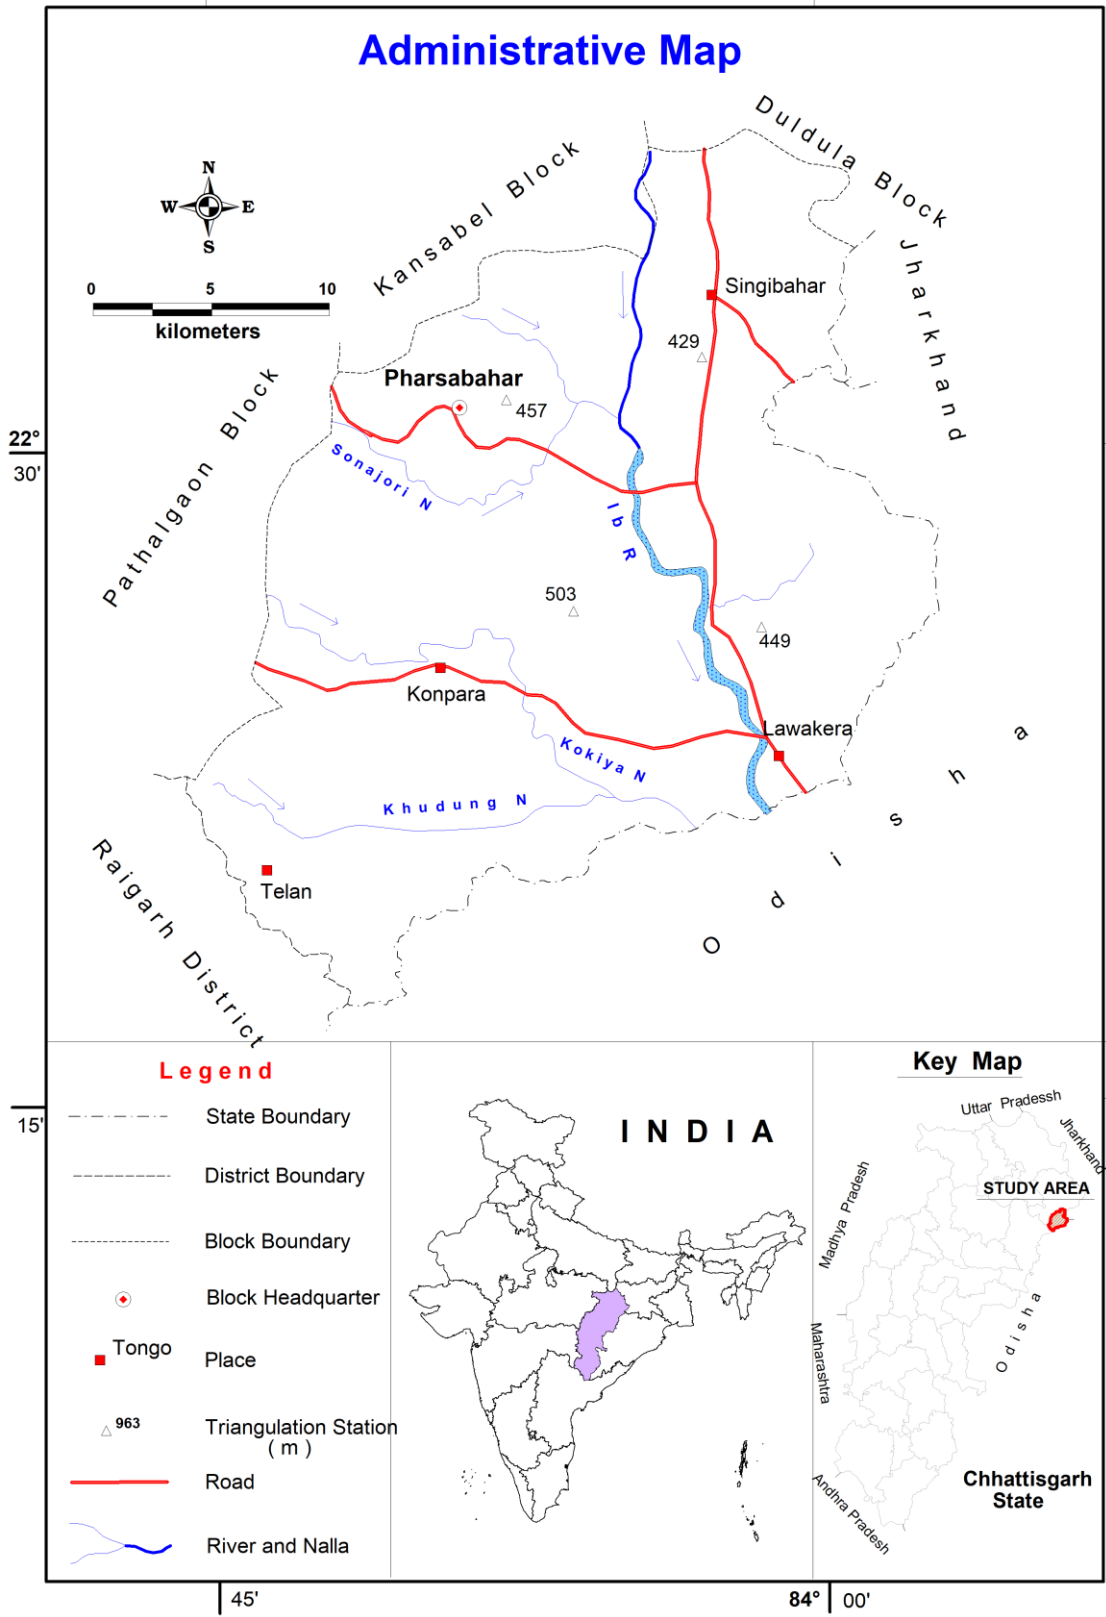 Administrative Map
Duldula Block
Kansabel Block
Jharkhand
N
W E
S
0 5 10
kilometers
Singibahar
429
Pharsabahar
457
Pathalgaon Block
22°
30'
Sonajori N
Ib R
503
449
Konpara
Lawakera
Kokiya N
Khudung N
Odisha
Telan
Raigarh District
Legend
State Boundary
District Boundary
Block Boundary
Block Headquarter
Tongo
Place
963
Triangulation Station
( m )
Road
River and Nalla
15'
INDIA
Key Map
Uttar Pradessh
Jharkhand
STUDY AREA
Madhya Pradesh
Odisha
Maharashtra
Andhra Pradesh
Chhattisgarh
State
45'
84° 00'